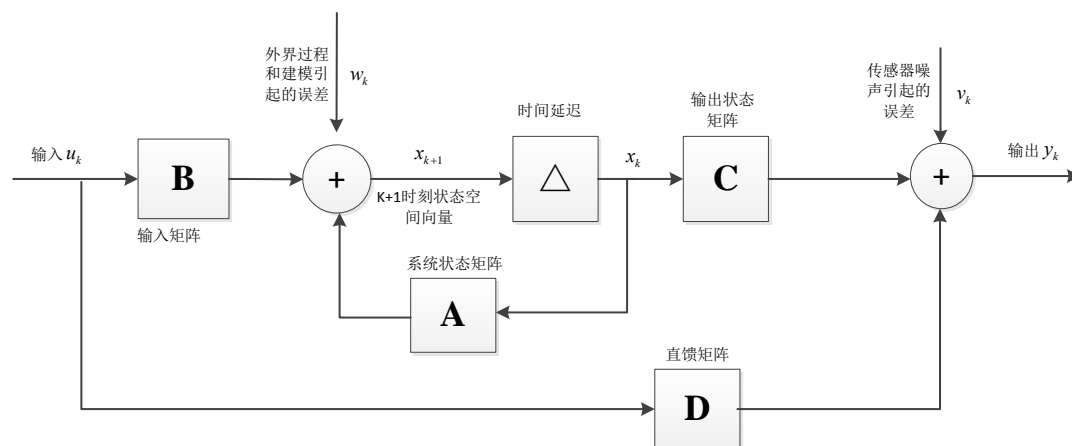 外界过程
和建模引
起的误差
w_k
传感器噪
声引起的
误差
v_k
时间延迟
输出状态
矩阵
输入 u_k
B
+
x_{k+1}
△
x_k
C
+
输出 y_k
K+1时刻状态空
间向量
输入矩阵
系统状态矩阵
A
直馈矩阵
D